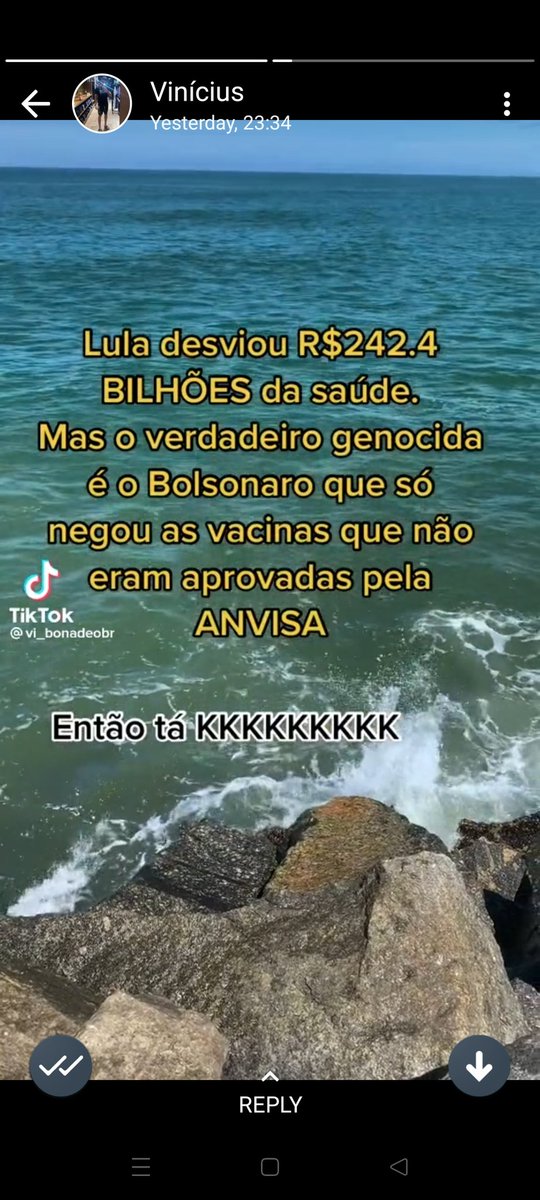 Vinícius
Yesterday, 23:34
Lula desviou R$242.4
BILHÕES da saúde.
Mas o verdadeiro genocida
é o Bolsonaro que só
negou as vacinas que não
eram aprovadas pela
ANVISA
TikTok
@vi_bonadeobr
Então tá KKKKKKKKK
REPLY